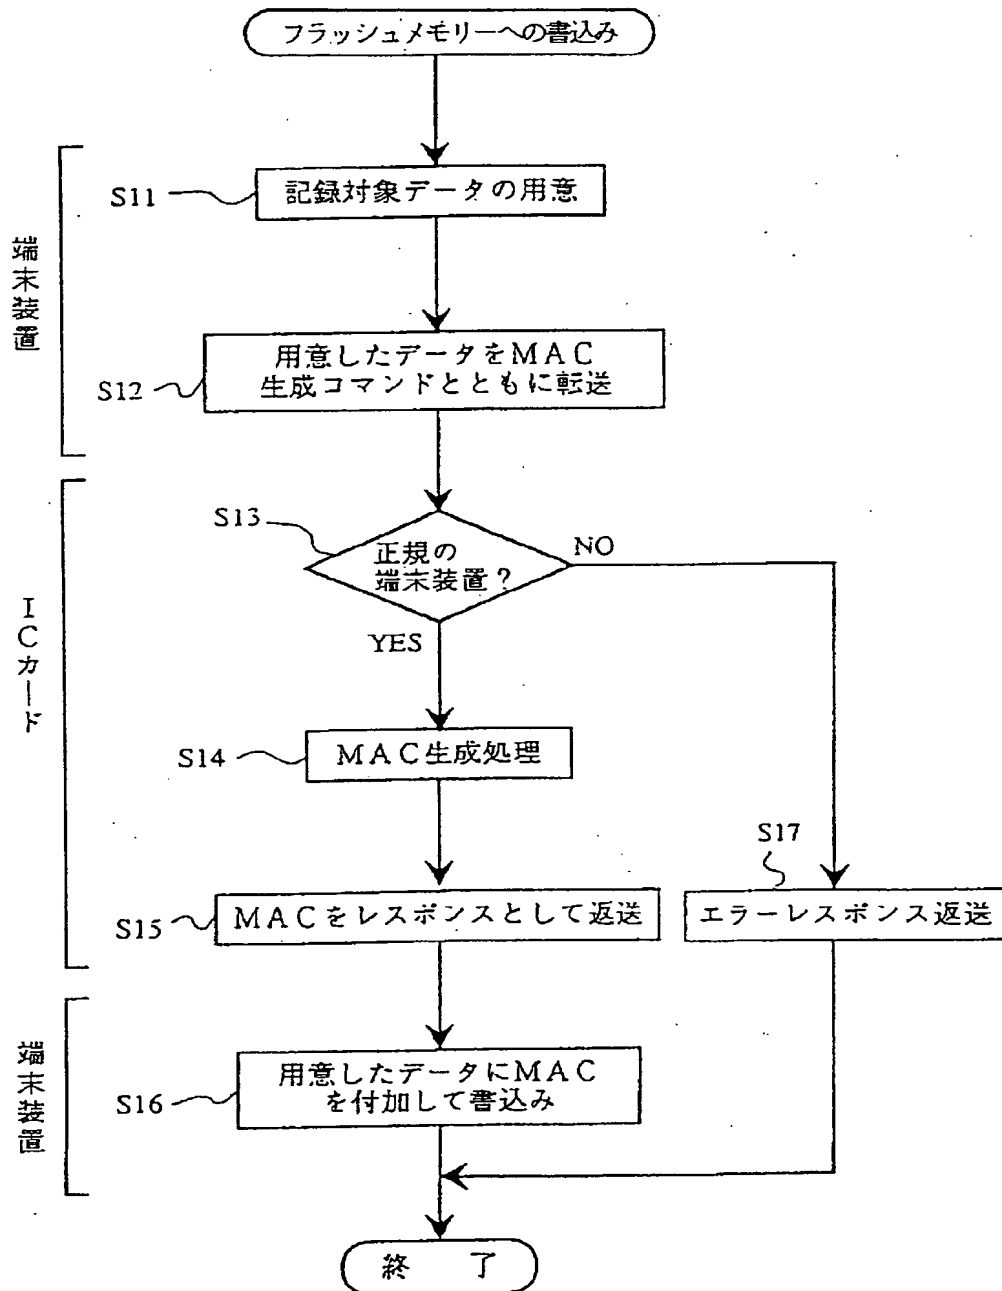 フラッシュメモリーへの書込み
端末装置
S11
記録対象データの用意
S12
用意したデータをMAC
生成コマンドとともに転送
ICカード
S13
正規の
端末装置?
NO
YES
S14
MAC生成処理
S17
S15
MACをレスポンスとして返送
エラーレスポンス返送
端末装置
S16
用意したデータにMAC
を付加して書込み
終 了